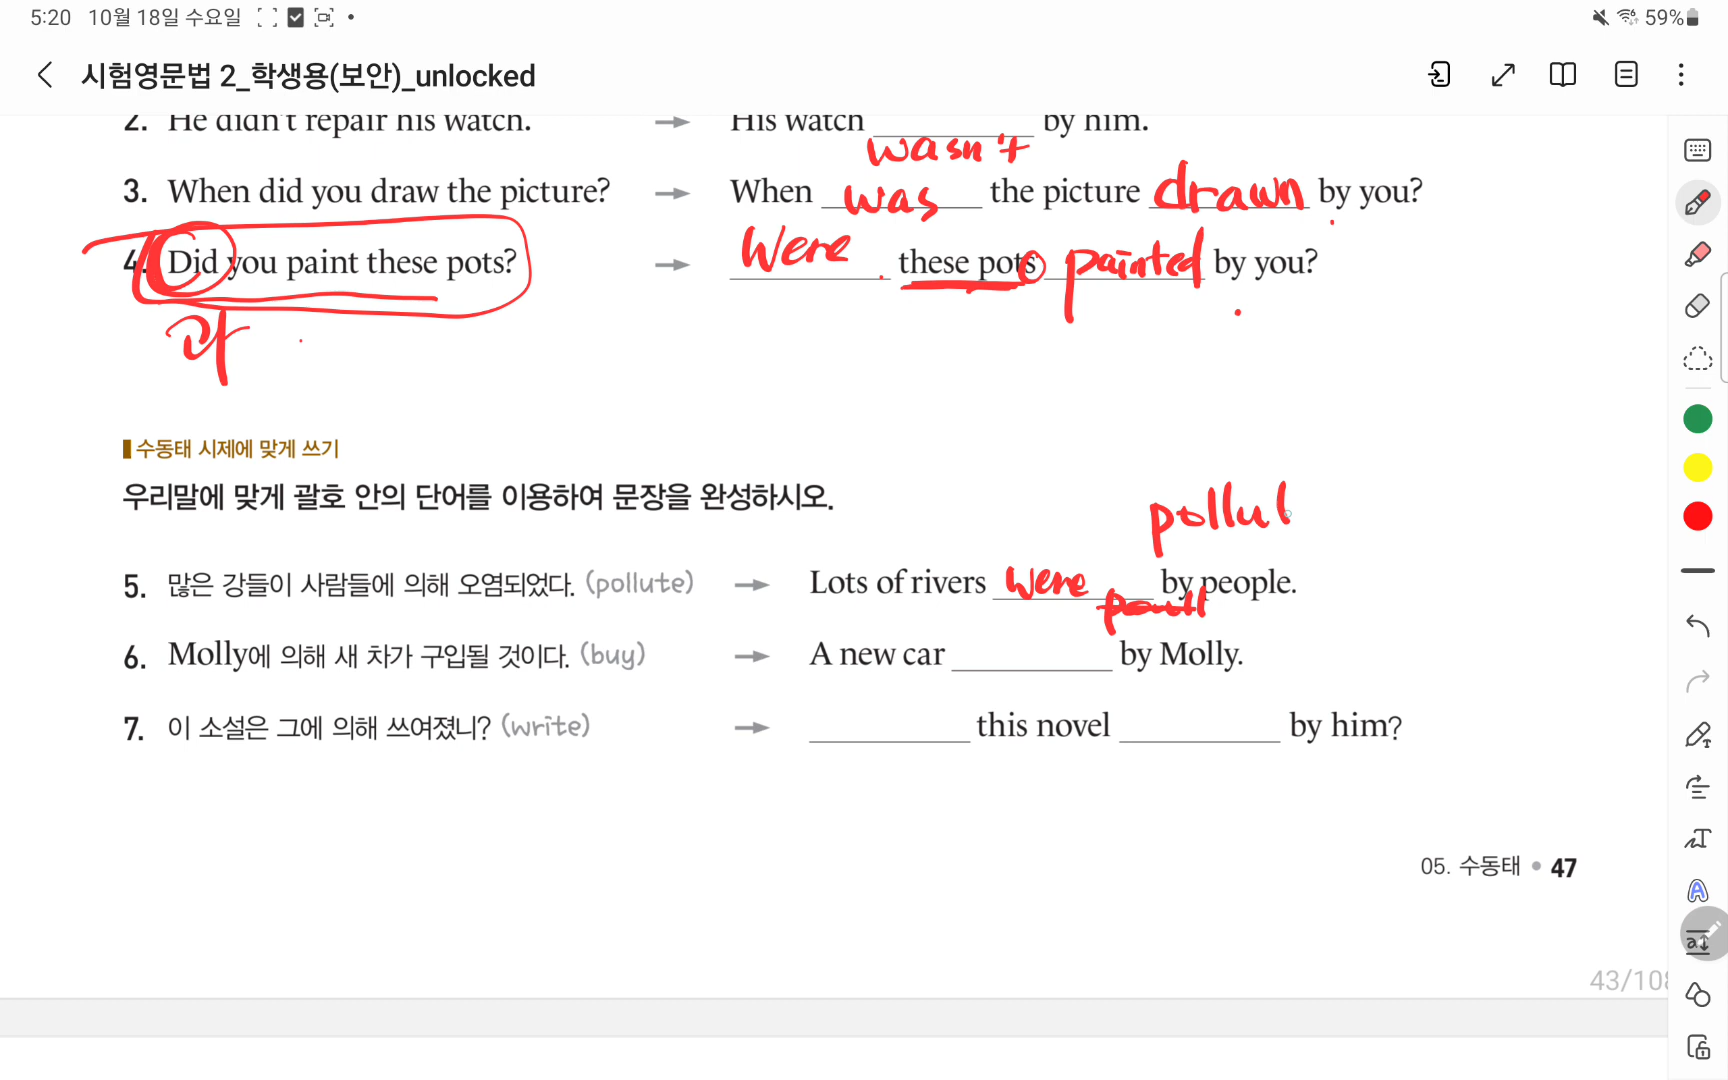 5:20 10월 18일 수요일 59%
시험영문법 2_학생용(보안)_unlocked
2. He didn't repair his watch. → His watch ________ by him.
wasn't
3. When did you draw the picture? → When was the picture drawn by you?
4. Did you paint these pots? → Were these pots painted by you?
과
수동태 시제에 맞게 쓰기
우리말에 맞게 괄호 안의 단어를 이용하여 문장을 완성하시오.
pollut
5. 많은 강들이 사람들에 의해 오염되었다. (pollute) → Lots of rivers were by people.
6. Molly에 의해 새 차가 구입될 것이다. (buy) → A new car ________ by Molly.
7. 이 소설은 그에 의해 쓰여졌니? (write) → ________ this novel ________ by him?
05. 수동태 • 47
43/108